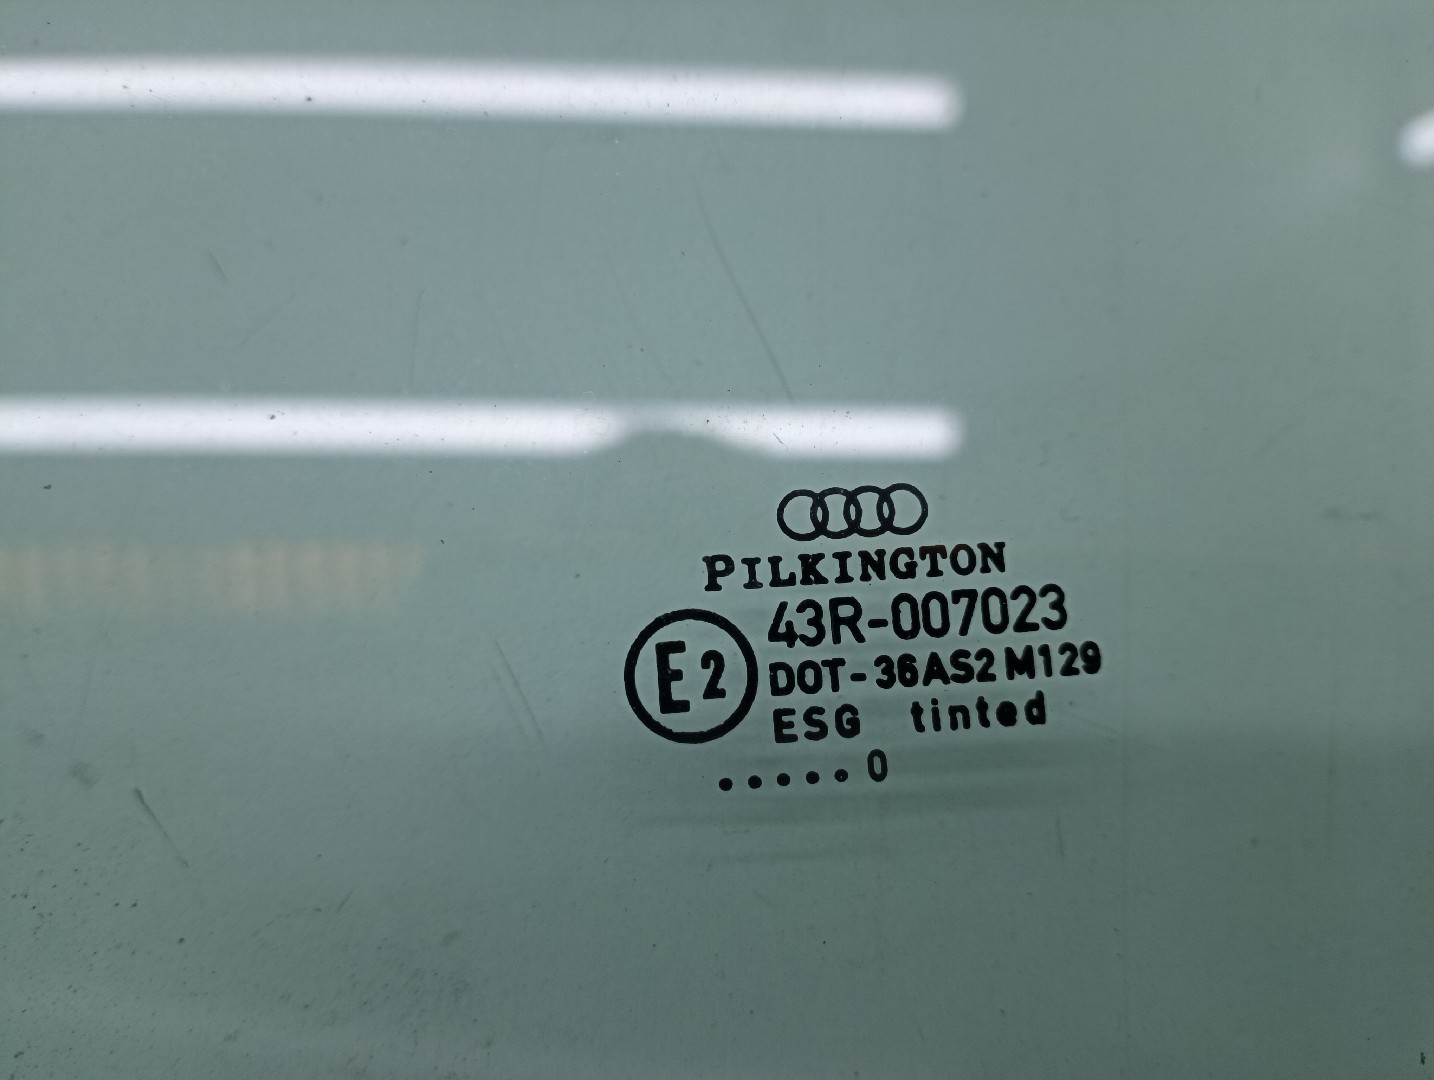 PILKINGTON
43R-007023
E2
DOT-36AS2 M129
ESG tinted
.....0